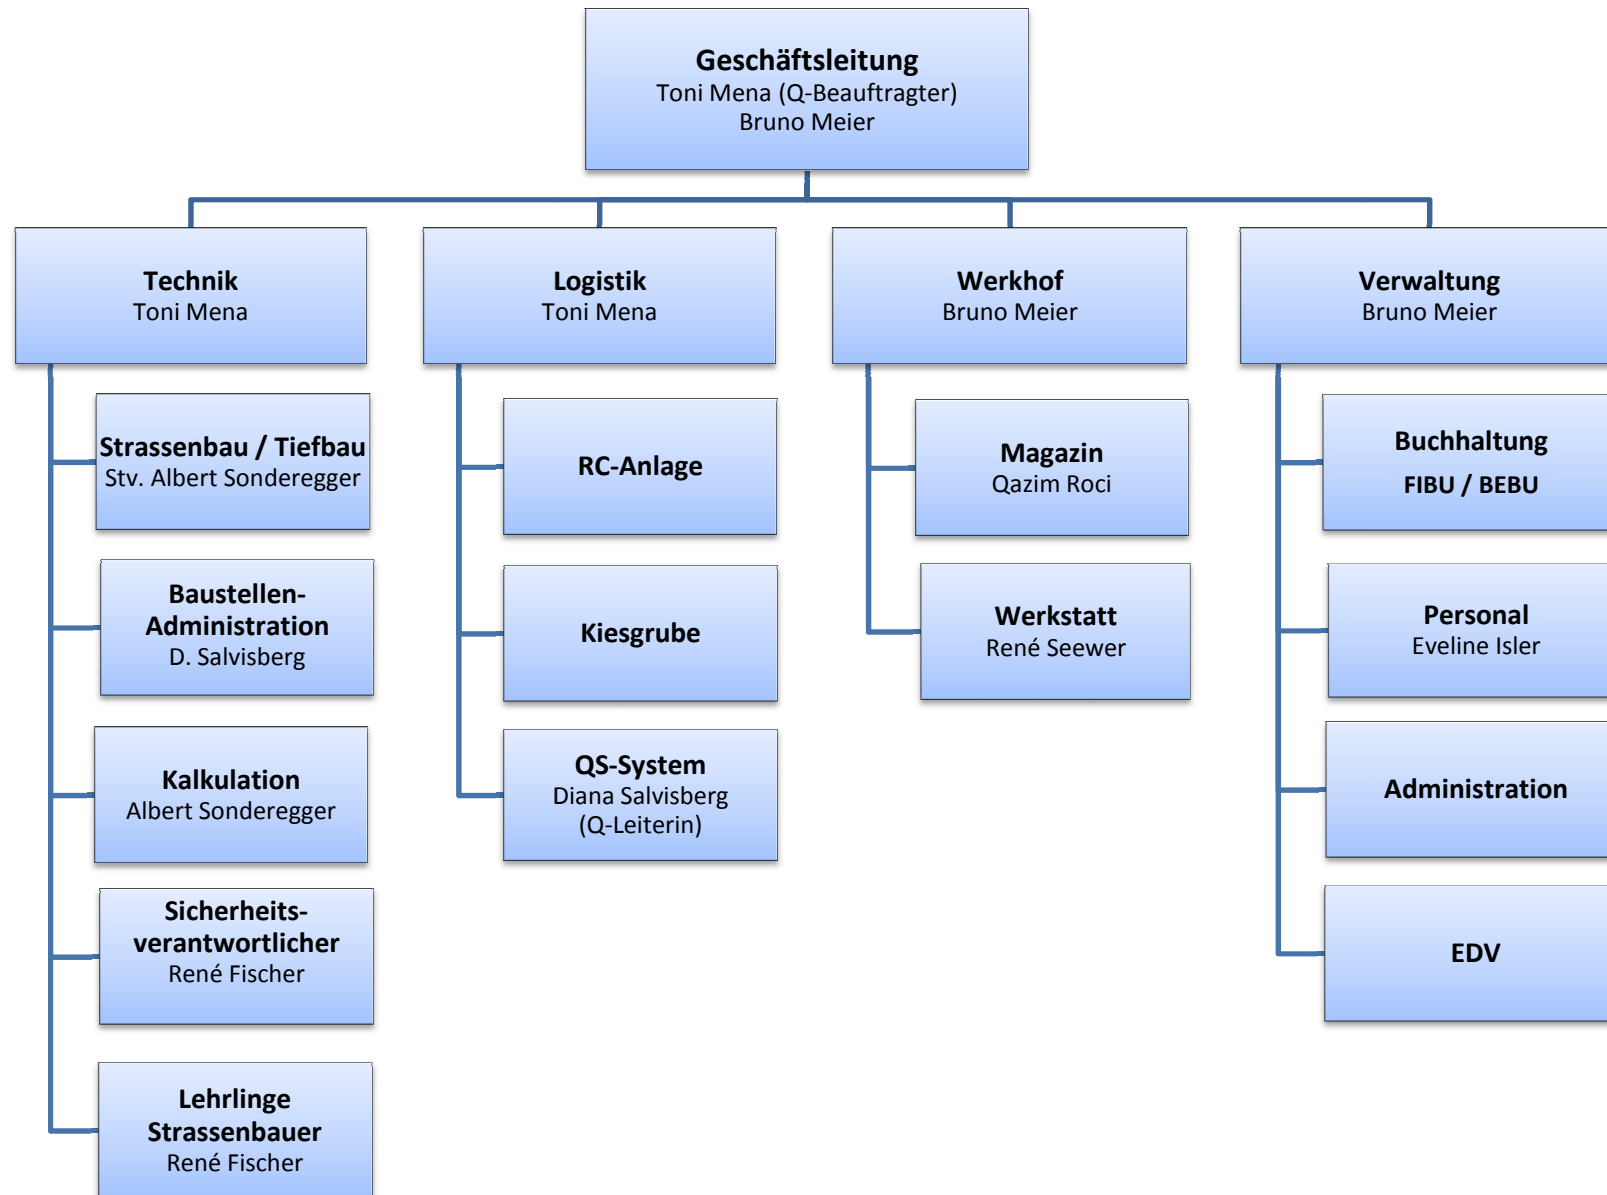 Geschäftsleitung
Toni Mena (Q-Beauftragter)
Bruno Meier
Technik
Toni Mena
Logistik
Toni Mena
Werkhof
Bruno Meier
Verwaltung
Bruno Meier
Strassenbau / Tiefbau
Stv. Albert Sonderegger
Baustellen-
Administration
D. Salvisberg
Kalkulation
Albert Sonderegger
Sicherheits-
verantwortlicher
René Fischer
Lehrlinge
Strassenbauer
René Fischer
RC-Anlage
Kiesgrube
QS-System
Diana Salvisberg
(Q-Leiterin)
Magazin
Qazim Roci
Werkstatt
René Seewer
Buchhaltung
FIBU / BEBU
Personal
Eveline Isler
Administration
EDV